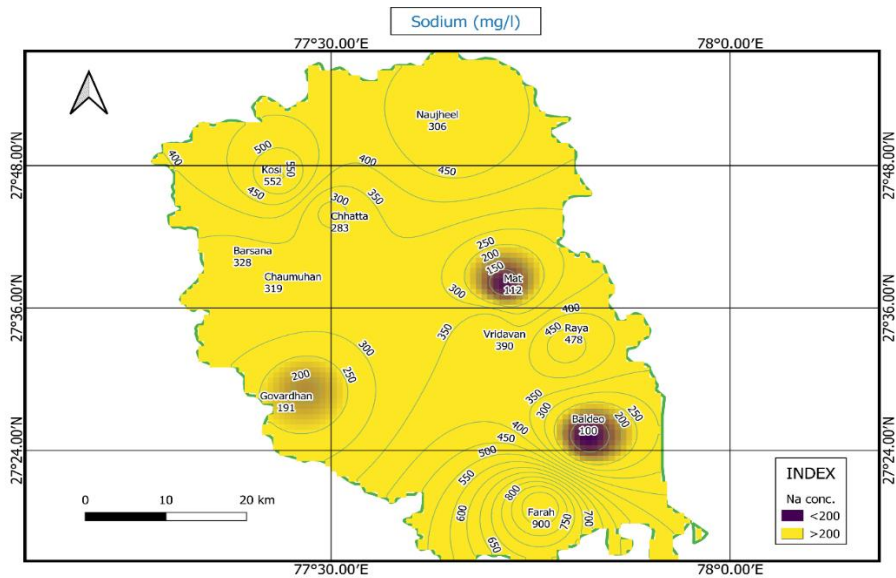 Sodium (mg/l)
77°30.00′E
78°0.00′E
27°48.00′N
27°48.00′N
27°36.00′N
27°36.00′N
27°24.00′N
27°24.00′N
Naujheel
306
400
500
550
Kosi
552
450
400
450
300
350
Chhatta
283
Barsana
328
Chaumuhan
319
250
200
150
Mat
112
300
400
350
Vridavan
390
450
Raya
478
300
250
200
Govardhan
191
350
300
250
200
Baldeo
100
400
450
500
550
600
650
800
750
700
Farah
900
0 10 20 km
INDEX
Na conc.
<200
>200
77°30.00′E
78°0.00′E